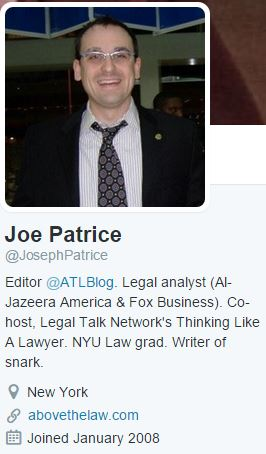 Joe Patrice
@JosephPatrice
Editor @ATLBlog. Legal analyst (Al-
Jazeera America & Fox Business). Co-
host, Legal Talk Network's Thinking Like
A Lawyer. NYU Law grad. Writer of
snark.
New York
abovethelaw.com
Joined January 2008